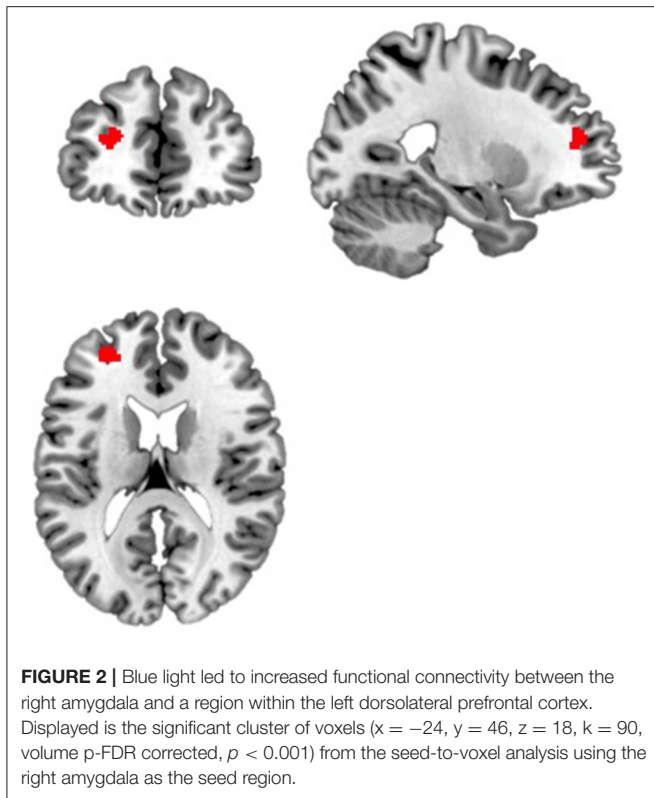 FIGURE 2 | Blue light led to increased functional connectivity between the
right amygdala and a region within the left dorsolateral prefrontal cortex.
Displayed is the significant cluster of voxels (x = −24, y = 46, z = 18, k = 90,
volume p-FDR corrected, p < 0.001) from the seed-to-voxel analysis using the
right amygdala as the seed region.